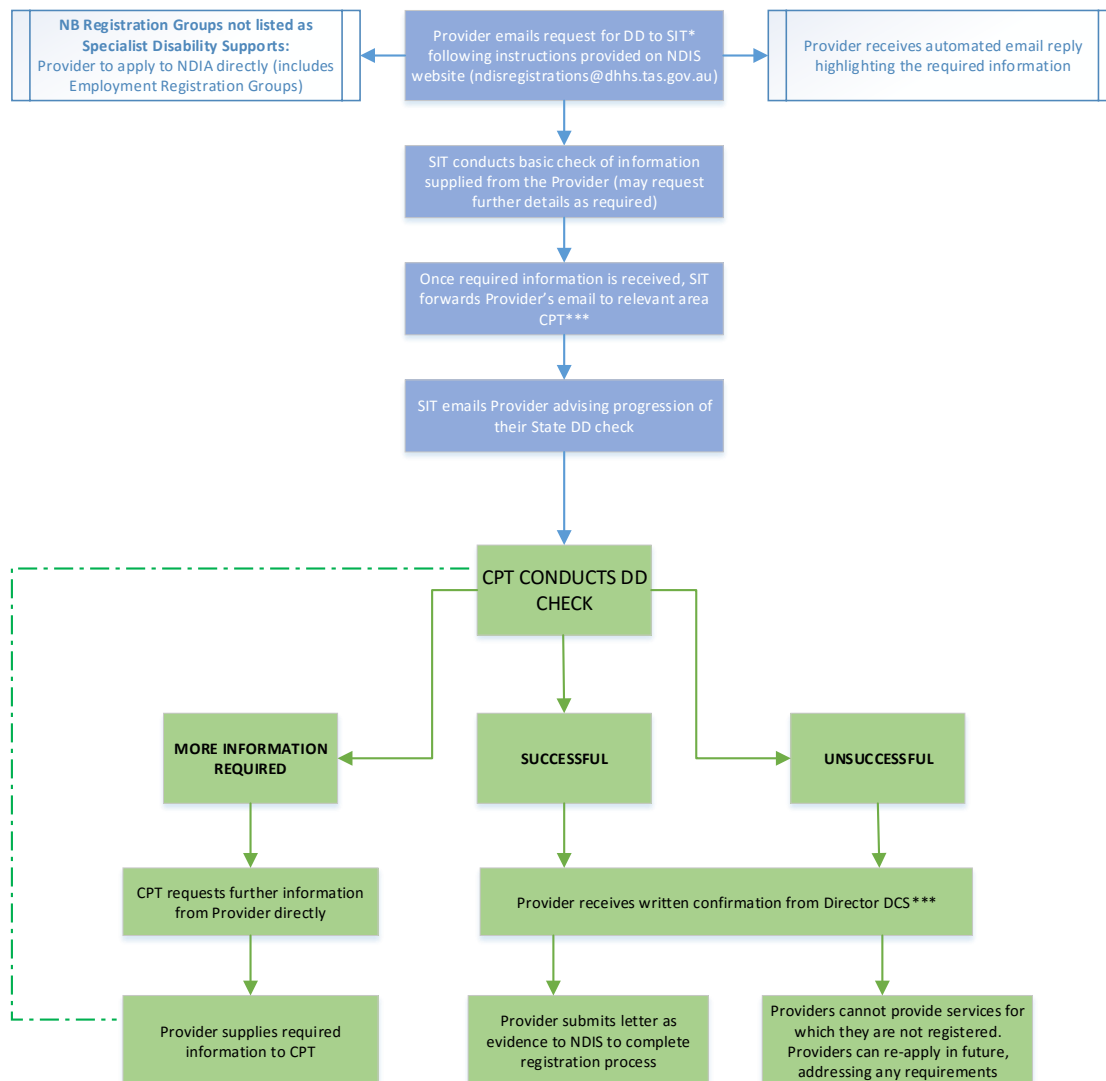 NB Registration Groups not listed as
Specialist Disability Supports:
Provider to apply to NDIA directly (includes
Employment Registration Groups)
Provider emails request for DD to SIT*
following instructions provided on NDIS
website (ndisregistrations@dhhs.tas.gov.au)
Provider receives automated email reply
highlighting the required information
SIT conducts basic check of information
supplied from the Provider (may request
further details as required)
Once required information is received, SIT
forwards Provider's email to relevant area
CPT***
SIT emails Provider advising progression of
their State DD check
CPT CONDUCTS DD
CHECK
MORE INFORMATION
REQUIRED
SUCCESSFUL
UNSUCCESSFUL
CPT requests further information
from Provider directly
Provider receives written confirmation from Director DCS***
Provider supplies required
information to CPT
Provider submits letter as
evidence to NDIS to complete
registration process
Providers cannot provide services for
which they are not registered.
Providers can re-apply in future,
addressing any requirements